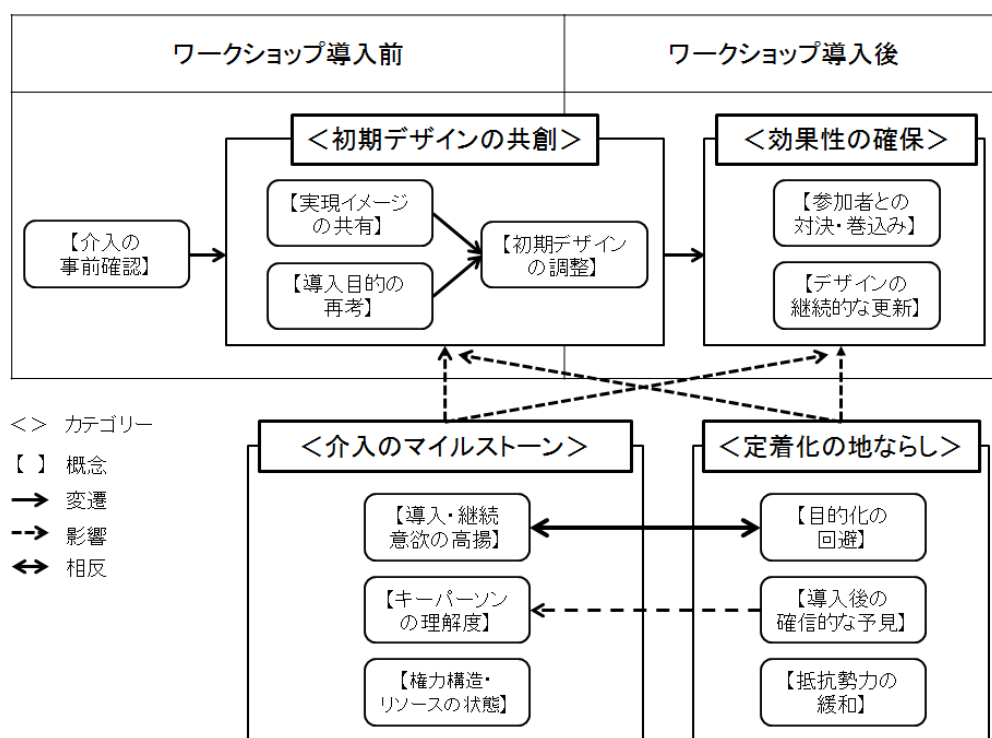 ワークショップ導入前
ワークショップ導入後
＜初期デザインの共創＞
＜効果性の確保＞
【介入の
事前確認】
【実現イメージ
の共有】
【導入目的の
再考】
【初期デザイン
の調整】
【参加者との
対決・巻込み】
【デザインの
継続的な更新】
＜＞ カテゴリー
【 】 概念
変遷
影響
相反
＜介入のマイルストーン＞
＜定着化の地ならし＞
【導入・継続
意欲の高揚】
【目的化の
回避】
【キーパーソン
の理解度】
【導入後の
確信的な予見】
【権力構造・
リソースの状態】
【抵抗勢力の
緩和】